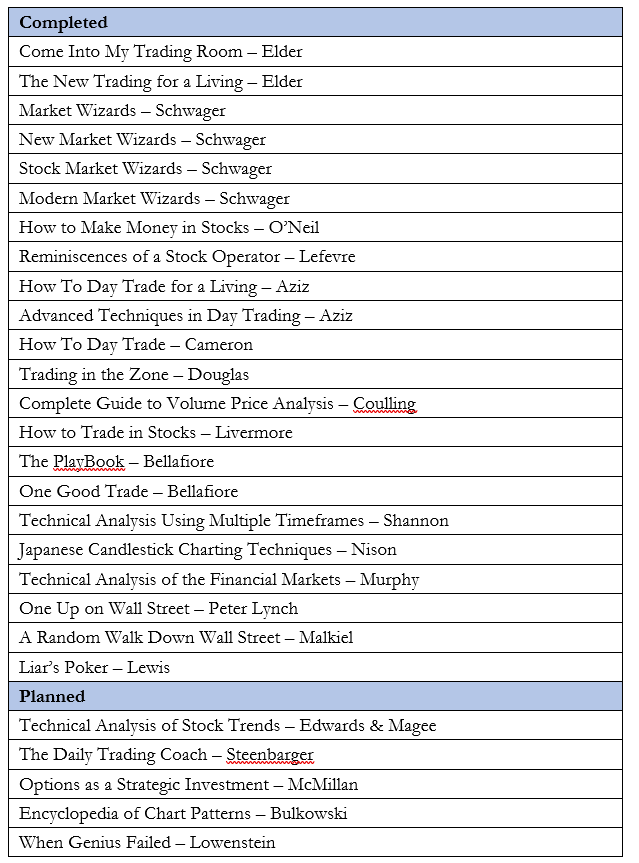 Completed
Come Into My Trading Room – Elder
The New Trading for a Living – Elder
Market Wizards – Schwager
New Market Wizards – Schwager
Stock Market Wizards – Schwager
Modern Market Wizards – Schwager
How to Make Money in Stocks – O’Neil
Reminiscences of a Stock Operator – Lefevre
How To Day Trade for a Living – Aziz
Advanced Techniques in Day Trading – Aziz
How To Day Trade – Cameron
Trading in the Zone – Douglas
Complete Guide to Volume Price Analysis – Coulling
How to Trade in Stocks – Livermore
The PlayBook – Bellafiore
One Good Trade – Bellafiore
Technical Analysis Using Multiple Timeframes – Shannon
Japanese Candlestick Charting Techniques – Nison
Technical Analysis of the Financial Markets – Murphy
One Up on Wall Street – Peter Lynch
A Random Walk Down Wall Street – Malkiel
Liar’s Poker – Lewis
Planned
Technical Analysis of Stock Trends – Edwards & Magee
The Daily Trading Coach – Steenbarger
Options as a Strategic Investment – McMillan
Encyclopedia of Chart Patterns – Bulkowski
When Genius Failed – Lowenstein